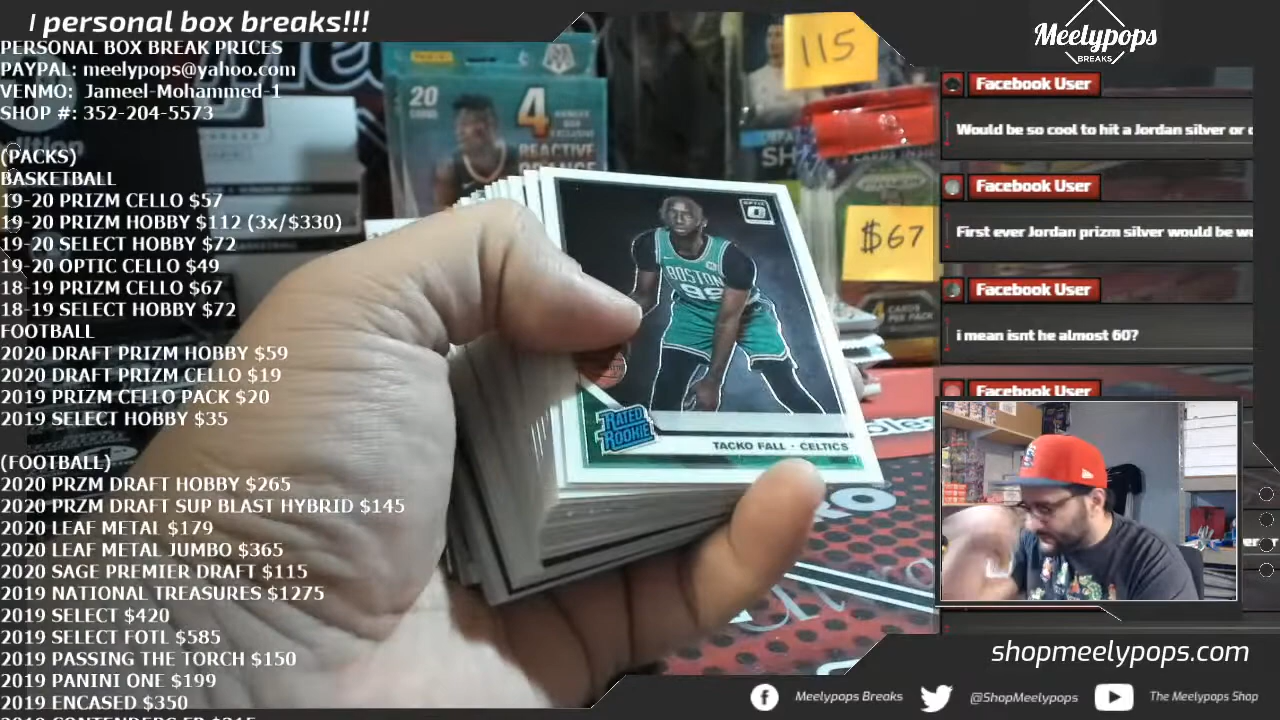 I personal box breaks!!!
PERSONAL BOX BREAK PRICES
PAYPAL: meelypops@yahoo.com
VENMO: Jameel-Mohammed-1
SHOP #: 352-204-5573
(PACKS)
BASKETBALL
19-20 PRIZM CELLO $57
19-20 PRIZM HOBBY $112 (3x/$330)
19-20 SELECT HOBBY $72
19-20 OPTIC CELLO $49
18-19 PRIZM CELLO $67
18-19 SELECT HOBBY $72
FOOTBALL
2020 DRAFT PRIZM HOBBY $59
2020 DRAFT PRIZM CELLO $19
2019 PRIZM CELLO PACK $20
2019 SELECT HOBBY $35
(FOOTBALL)
2020 PRZM DRAFT HOBBY $265
2020 PRZM DRAFT SUP BLAST HYBRID $145
2020 LEAF METAL $179
2020 LEAF METAL JUMBO $365
2020 SAGE PREMIER DRAFT $115
2019 NATIONAL TREASURES $1275
2019 SELECT $420
2019 SELECT FOTL $585
2019 PASSING THE TORCH $150
2019 PANINI ONE $199
2019 ENCASED $350
20
4
REACTIVE
ORANGE
115
$67
4 CARDS
PER PACK
OPTIC
BOSTON
99
RATED
ROOKIE
TACKO FALL · CELTICS
Meelypops
BREAKS
Facebook User
Would be so cool to hit a Jordan silver or
Facebook User
First ever Jordan prizm silver would be
Facebook User
i mean isnt he almost 60?
Facebook User
shopmeelypops.com
Meelypops Breaks
@ShopMeelypops
The Meelypops Shop